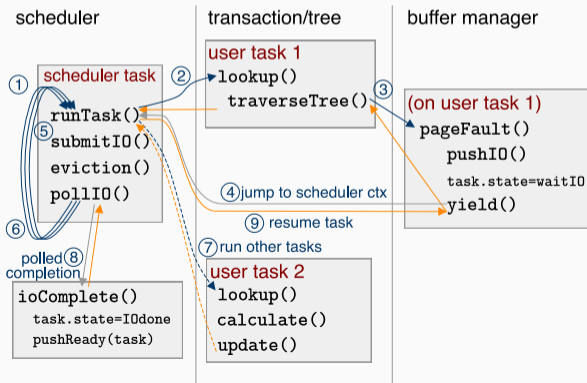 scheduler
transaction/tree
buffer manager
① scheduler task
runTask()
⑤
submitIO()
eviction()
pollIO()
⑥
②
user task 1
lookup()
traverseTree()
③
(on user task 1)
pageFault()
pushIO()
task.state=waitIO
yield()
④ jump to scheduler ctx
⑨ resume task
⑦ run other tasks
polled ⑧
completion
ioComplete()
task.state=IOdone
pushReady(task)
user task 2
lookup()
calculate()
update()